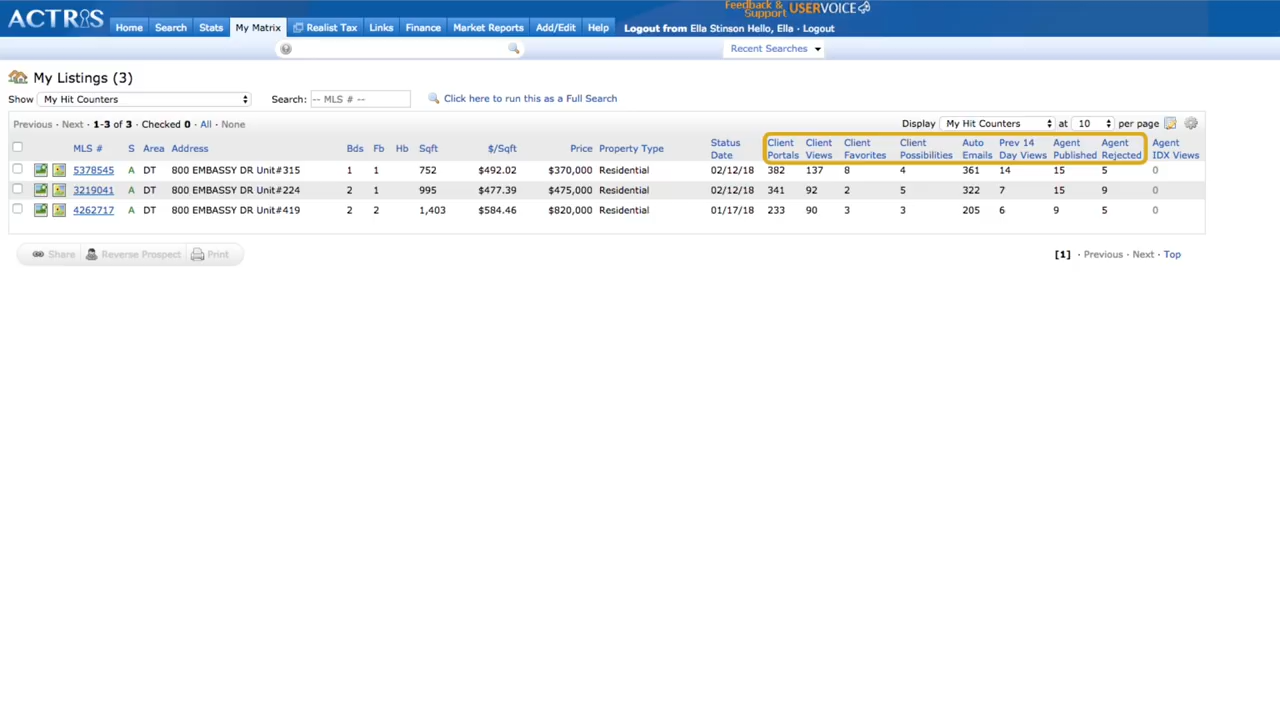 Feedback & Support USERVOICE
ACTRIS
Home Search Stats My Matrix Realist Tax Links Finance Market Reports Add/Edit Help Logout from Ella Stinson Hello, Ella · Logout
Recent Searches
My Listings (3)
Show My Hit Counters Search: -- MLS # -- Click here to run this as a Full Search
Previous · Next · 1-3 of 3 · Checked 0 · All · None Display My Hit Counters at 10 per page
MLS # S Area Address Bds Fb Hb Sqft $/Sqft Price Property Type Status Date Client Portals Client Views Client Favorites Client Possibilities Auto Emails Prev 14 Day Views Agent Published Agent Rejected Agent IDX Views
5378545 A DT 800 EMBASSY DR Unit#315 1 1 752 $492.02 $370,000 Residential 02/12/18 382 137 8 4 361 14 15 5 0
3219041 A DT 800 EMBASSY DR Unit#224 2 1 995 $477.39 $475,000 Residential 02/12/18 341 92 2 5 322 7 15 9 0
4262717 A DT 800 EMBASSY DR Unit#419 2 2 1,403 $584.46 $820,000 Residential 01/17/18 233 90 3 3 205 6 9 5 0
Share Reverse Prospect Print [1] · Previous · Next · Top